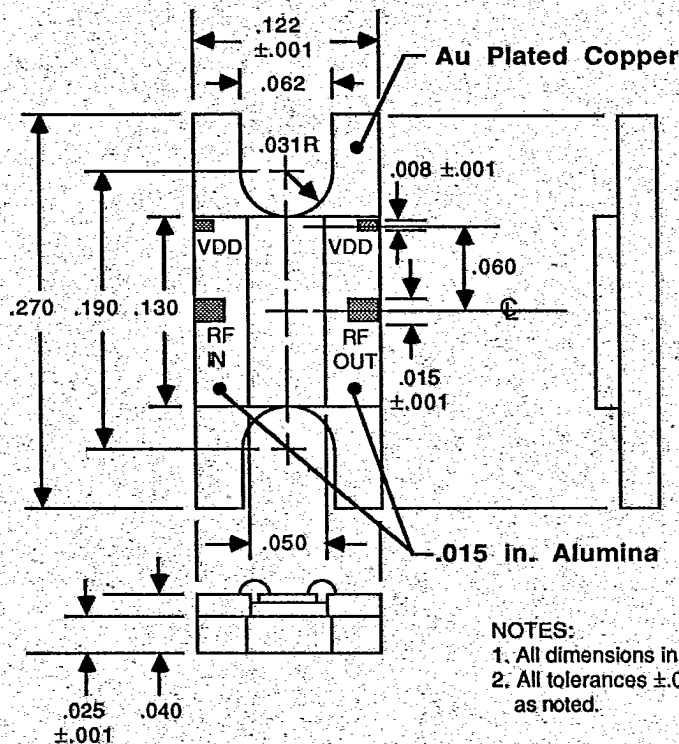 .122
±.001
.062
Au Plated Copper
.031R
.008 ±.001
VDD
VDD
.060
.270
.190
.130
RF
IN
RF
OUT
℄
.015
±.001
.050
.015 in. Alumina
.025
±.001
.040
NOTES:
1. All dimensions in
2. All tolerances ±.0
as noted.